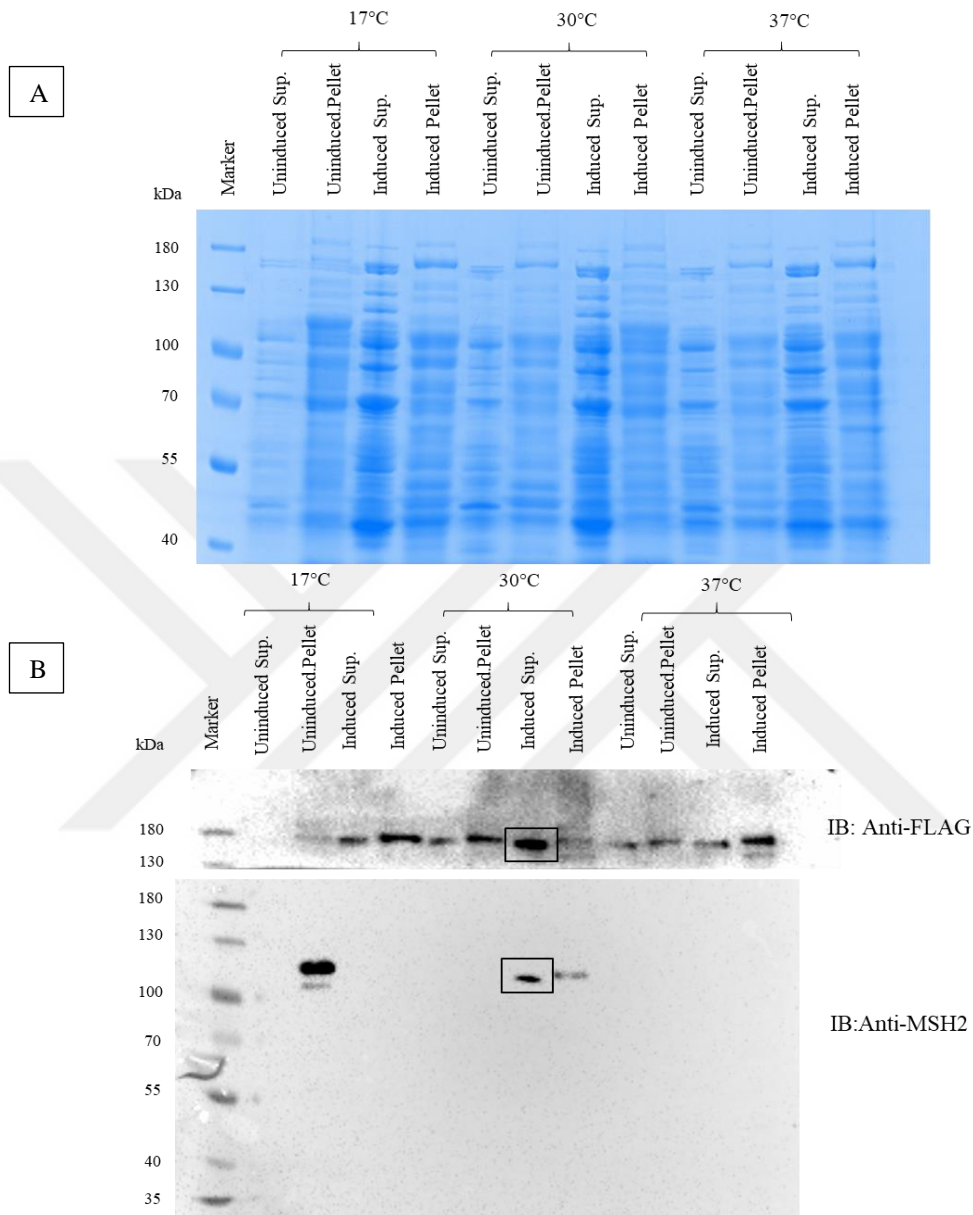 17°C 30°C 37°C
A
Uninduced Sup.
Uninduced.Pellet
Induced Sup.
Induced Pellet
Uninduced Sup.
Uninduced.Pellet
Induced Sup.
Induced Pellet
Uninduced Sup.
Uninduced.Pellet
Induced Sup.
Induced Pellet
Marker
kDa
180
130
100
70
55
40
17°C 30°C 37°C
B
Uninduced Sup.
Uninduced.Pellet
Induced Sup.
Induced Pellet
Uninduced Sup.
Uninduced.Pellet
Induced Sup.
Induced Pellet
Uninduced Sup.
Uninduced.Pellet
Induced Sup.
Induced Pellet
Marker
kDa
180
130
IB: Anti-FLAG
180
130
100
70
55
40
35
IB:Anti-MSH2